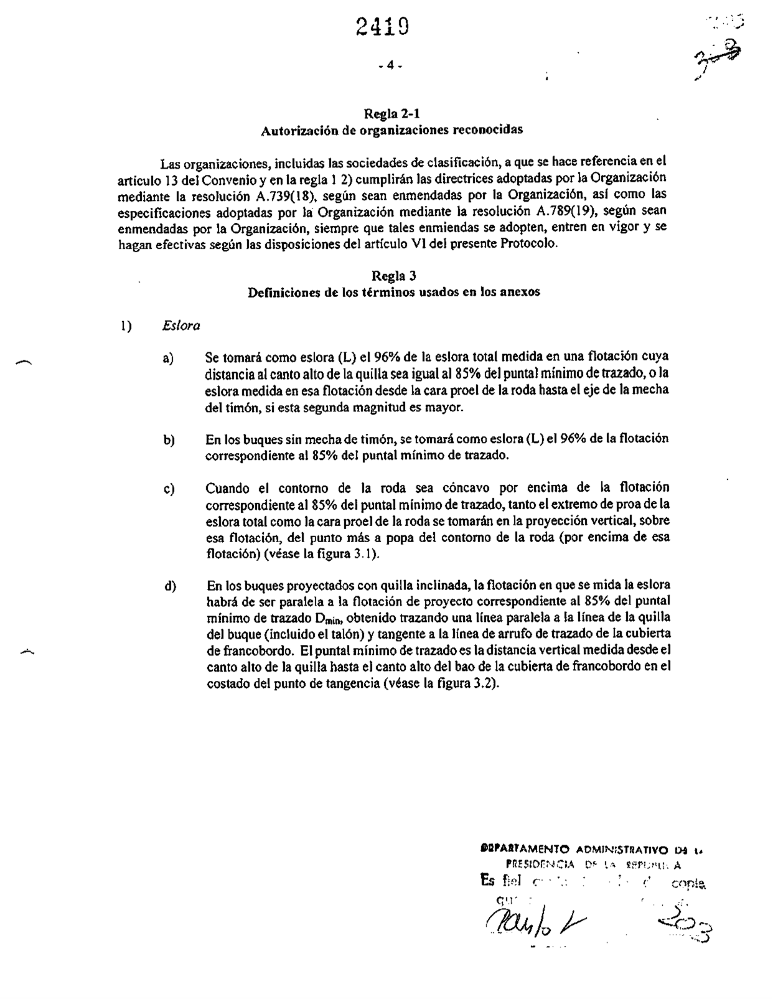 2419
- 4 -
Regla 2-1
Autorización de organizaciones reconocidas
Las organizaciones, incluidas las sociedades de clasificación, a que se hace referencia en el
artículo 13 del Convenio y en la regla 1 2) cumplirán las directrices adoptadas por la Organización
mediante la resolución A.739(18), según sean enmendadas por la Organización, así como las
especificaciones adoptadas por la Organización mediante la resolución A.789(19), según sean
enmendadas por la Organización, siempre que tales enmiendas se adopten, entren en vigor y se
hagan efectivas según las disposiciones del artículo VI del presente Protocolo.
Regla 3
Definiciones de los términos usados en los anexos
1) Eslora
a) Se tomará como eslora (L) el 96% de la eslora total medida en una flotación cuya
distancia al canto alto de la quilla sea igual al 85% del puntal mínimo de trazado, o la
eslora medida en esa flotación desde la cara proel de la roda hasta el eje de la mecha
del timón, si esta segunda magnitud es mayor.
b) En los buques sin mecha de timón, se tomará como eslora (L) el 96% de la flotación
correspondiente al 85% del puntal mínimo de trazado.
c) Cuando el contorno de la roda sea cóncavo por encima de la flotación
correspondiente al 85% del puntal mínimo de trazado, tanto el extremo de proa de la
eslora total como la cara proel de la roda se tomarán en la proyección vertical, sobre
esa flotación, del punto más a popa del contorno de la roda (por encima de esa
flotación) (véase la figura 3.1).
d) En los buques proyectados con quilla inclinada, la flotación en que se mida la eslora
habrá de ser paralela a la flotación de proyecto correspondiente al 85% del puntal
mínimo de trazado Dmin, obtenido trazando una línea paralela a la línea de la quilla
del buque (incluido el talón) y tangente a la línea de arrufo de trazado de la cubierta
de francobordo. El puntal mínimo de trazado es la distancia vertical medida desde el
canto alto de la quilla hasta el canto alto del bao de la cubierta de francobordo en el
costado del punto de tangencia (véase la figura 3.2).
DEPARTAMENTO ADMINISTRATIVO DE
PRESIDENCIA DE LA REPUBLICA
Es fiel copia
203